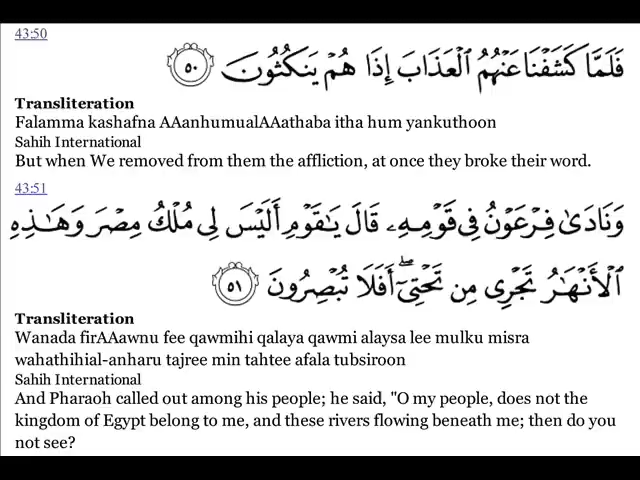 43:50
فَلَمَّا كَشَفْنَا عَنْهُمُ الْعَذَابَ إِذَا هُمْ يَنكُثُونَ ٥٠
Transliteration
Falamma kashafna AAanhumualAAathaba itha hum yankuthoon
Sahih International
But when We removed from them the affliction, at once they broke their word.
43:51
وَنَادَىٰ فِرْعَوْنُ فِي قَوْمِهِ قَالَ يَاقَوْمِ أَلَيْسَ لِي مُلْكُ مِصْرَ وَهَٰذِهِ
الْأَنْهَارُ تَجْرِي مِن تَحْتِيٓ ۖ أَفَلَا تُبْصِرُونَ ٥١
Transliteration
Wanada firAAawnu fee qawmihi qalaya qawmi alaysa lee mulku misra
wahathihial-anharu tajree min tahtee afala tubsiroon
Sahih International
And Pharaoh called out among his people; he said, "O my people, does not the
kingdom of Egypt belong to me, and these rivers flowing beneath me; then do you
not see?